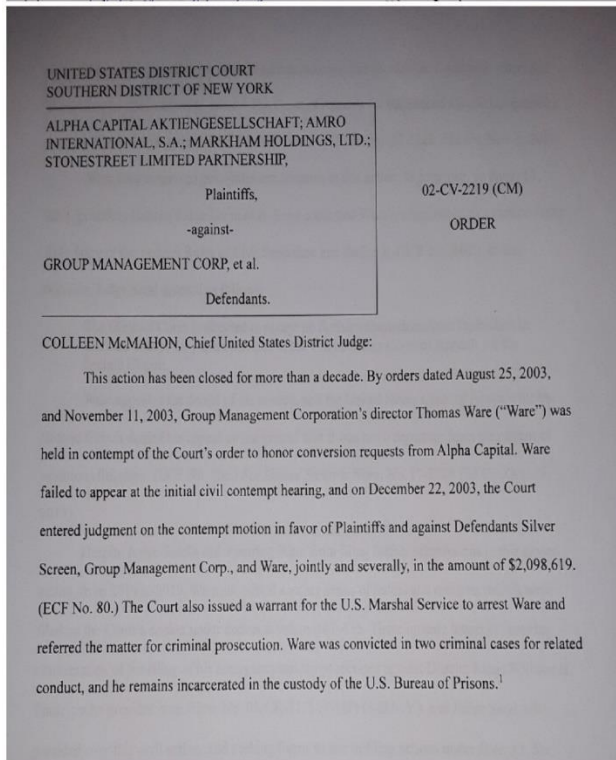 UNITED STATES DISTRICT COURT
SOUTHERN DISTRICT OF NEW YORK
ALPHA CAPITAL AKTIENGESELLSCHAFT; AMRO
INTERNATIONAL, S.A.; MARKHAM HOLDINGS, LTD.;
STONESTREET LIMITED PARTNERSHIP,
Plaintiffs,
-against-
GROUP MANAGEMENT CORP, et al.
Defendants.
02-CV-2219 (CM)
ORDER
COLLEEN McMAHON, Chief United States District Judge:
This action has been closed for more than a decade. By orders dated August 25, 2003,
and November 11, 2003, Group Management Corporation's director Thomas Ware ("Ware") was
held in contempt of the Court's order to honor conversion requests from Alpha Capital. Ware
failed to appear at the initial civil contempt hearing, and on December 22, 2003, the Court
entered judgment on the contempt motion in favor of Plaintiffs and against Defendants Silver
Screen, Group Management Corp., and Ware, jointly and severally, in the amount of $2,098,619.
(ECF No. 80.) The Court also issued a warrant for the U.S. Marshal Service to arrest Ware and
referred the matter for criminal prosecution. Ware was convicted in two criminal cases for related
conduct, and he remains incarcerated in the custody of the U.S. Bureau of Prisons.¹